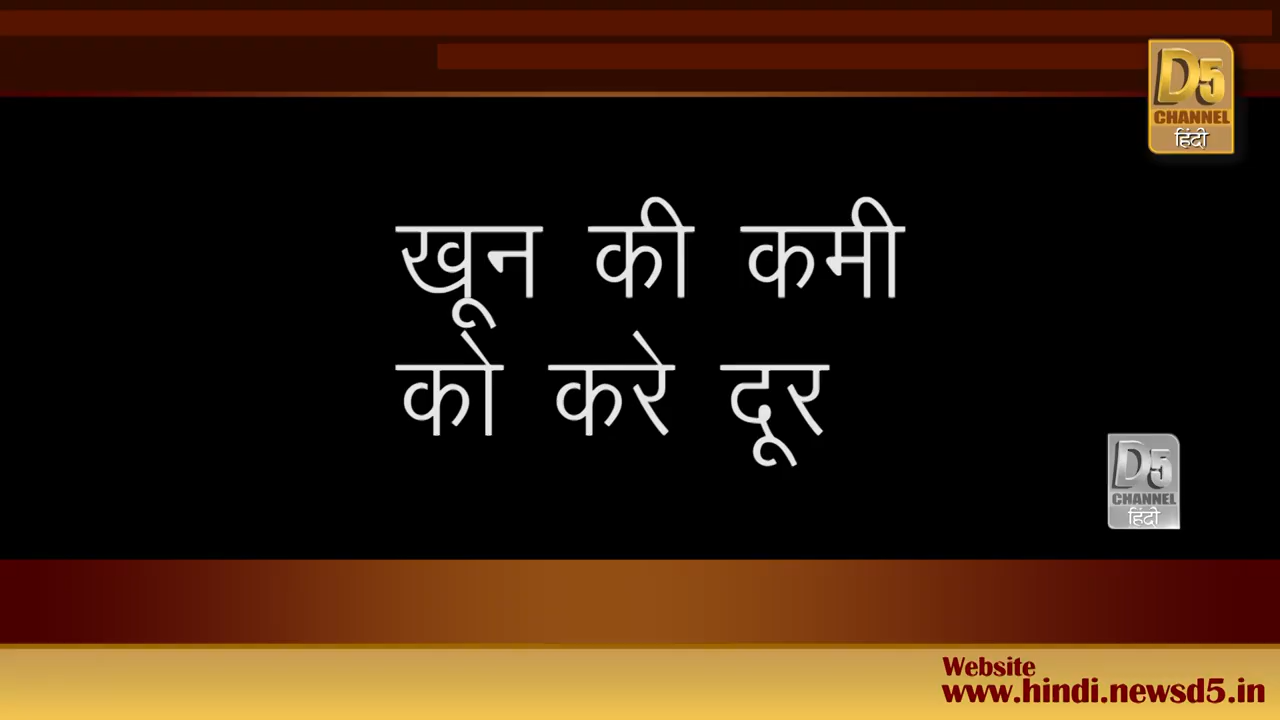 D5
CHANNEL
हिंदी
खून की कमी
को करे दूर
D5
CHANNEL
हिंदी
Website
www.hindi.newsd5.in